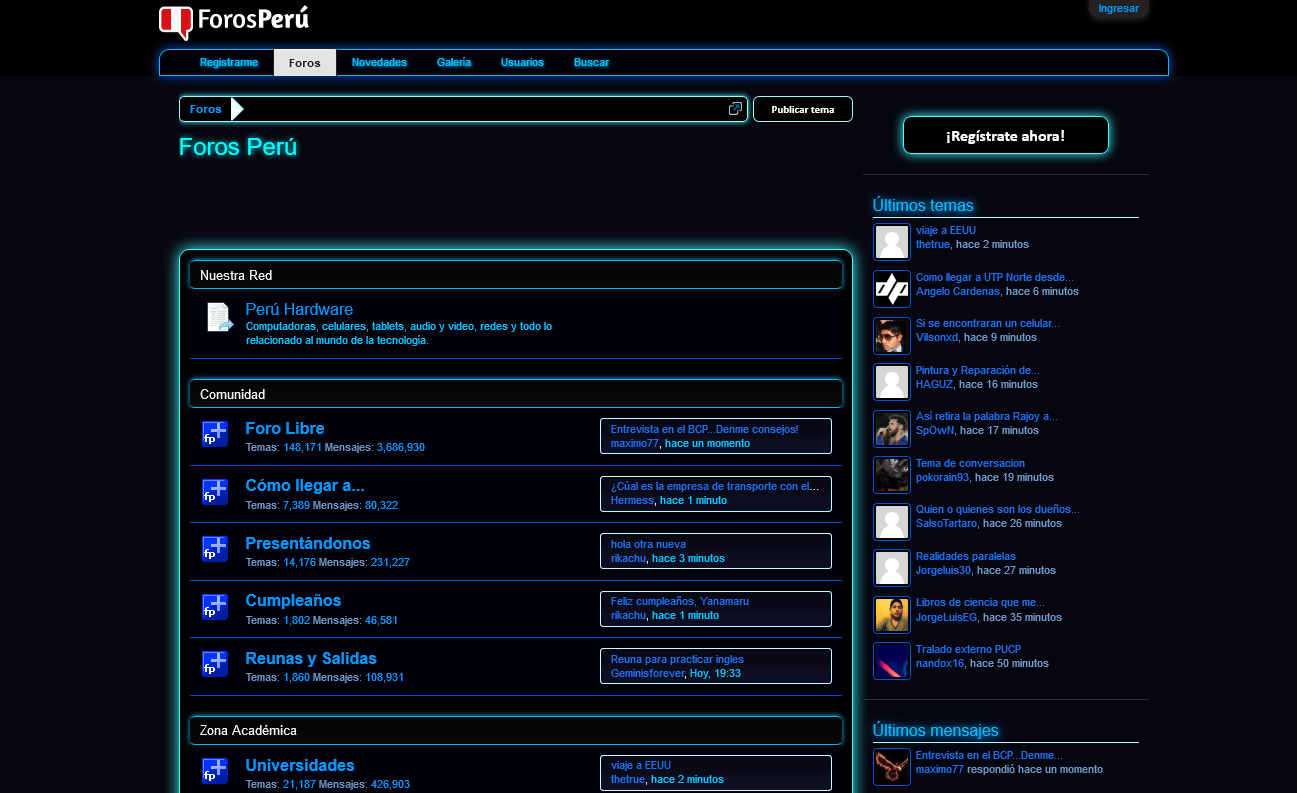 ForosPerú
Ingresar
Registrarme
Foros
Novedades
Galería
Usuarios
Buscar
Foros
Publicar tema
Foros Perú
Nuestra Red
Perú Hardware
Computadoras, celulares, tablets, audio y video, redes y todo lo
relacionado al mundo de la tecnología.
Comunidad
fp
Foro Libre
Temas: 148,171 Mensajes: 3,686,930
Entrevista en el BCP...Denme consejos!
maximo77, hace un momento
fp
Cómo llegar a...
Temas: 7,389 Mensajes: 80,322
¿Cúal es la empresa de transporte con el...
Hermess, hace 1 minuto
fp
Presentándonos
Temas: 14,176 Mensajes: 231,227
hola otra nueva
rikachu, hace 3 minutos
fp
Cumpleaños
Temas: 1,802 Mensajes: 46,581
Feliz cumpleaños, Yanamaru
rikachu, hace 1 minuto
fp
Reunas y Salidas
Temas: 1,860 Mensajes: 108,931
Reuna para practicar ingles
Geminisforever, Hoy, 19:33
Zona Académica
fp
Universidades
Temas: 21,187 Mensajes: 426,903
viaje a EEUU
thetrue, hace 2 minutos
¡Regístrate ahora!
Últimos temas
viaje a EEUU
thetrue, hace 2 minutos
Como llegar a UTP Norte desde...
Angelo Cardenas, hace 6 minutos
Si se encontraran un celular...
Vilsonxd, hace 9 minutos
Pintura y Reparación de...
HAGUZ, hace 16 minutos
Así retira la palabra Rajoy a...
SpOwN, hace 17 minutos
Tema de conversacion
pokorain93, hace 19 minutos
Quien o quienes son los dueños...
SalsoTartaro, hace 26 minutos
Realidades paralelas
Jorgeluis30, hace 27 minutos
Libros de ciencia que me...
JorgeLuisEG, hace 35 minutos
Tralado externo PUCP
nandox16, hace 50 minutos
Últimos mensajes
Entrevista en el BCP...Denme...
maximo77 respondió hace un momento